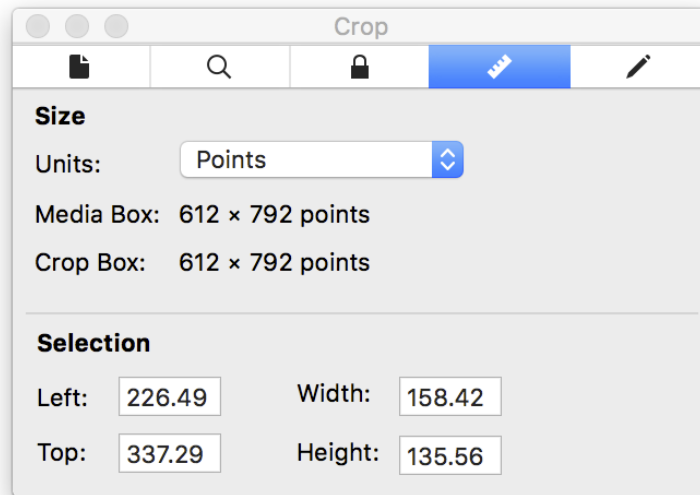 Crop
Size
Units: Points
Media Box: 612 × 792 points
Crop Box: 612 × 792 points
Selection
Left: 226.49 Width: 158.42
Top: 337.29 Height: 135.56